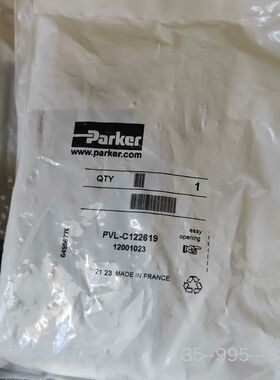 Parker
www.parker.com
QTY 1
easy
opening
PVL-C122619
12001023
21 23 MADE IN FRANCE